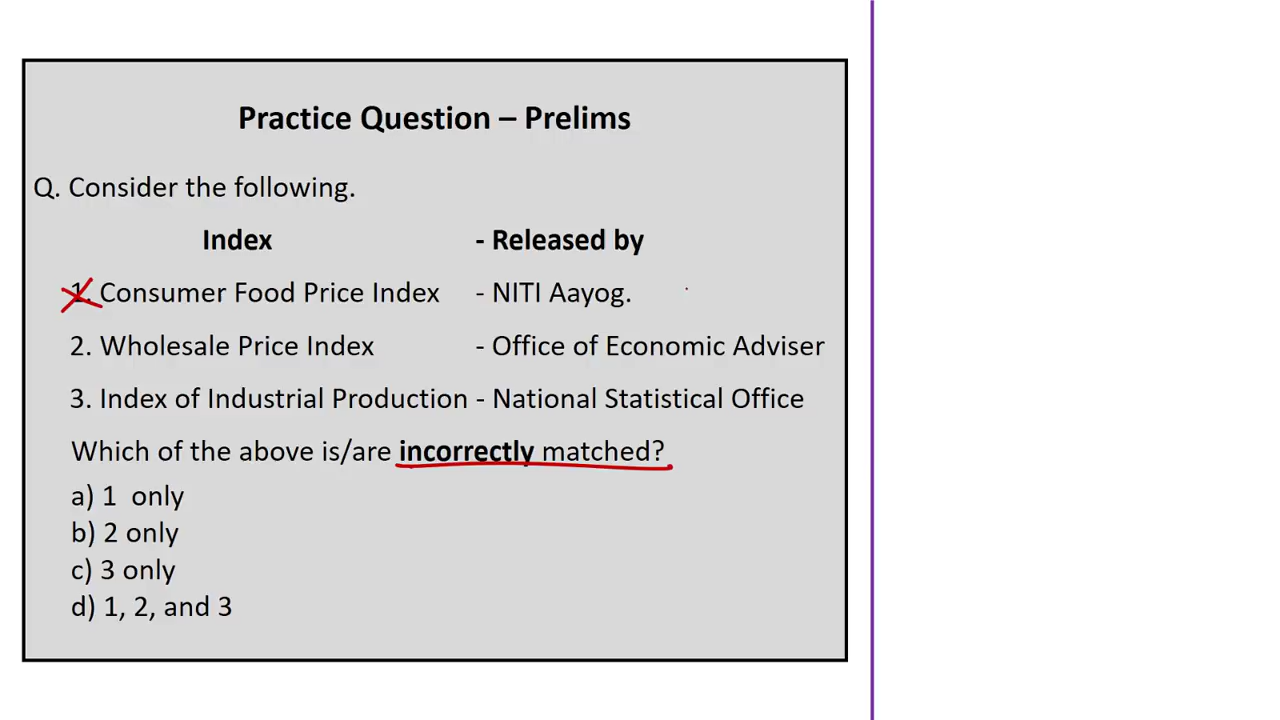 Practice Question – Prelims
Q. Consider the following.
Index - Released by
1. Consumer Food Price Index - NITI Aayog.
2. Wholesale Price Index - Office of Economic Adviser
3. Index of Industrial Production - National Statistical Office
Which of the above is/are incorrectly matched?
a) 1 only
b) 2 only
c) 3 only
d) 1, 2, and 3